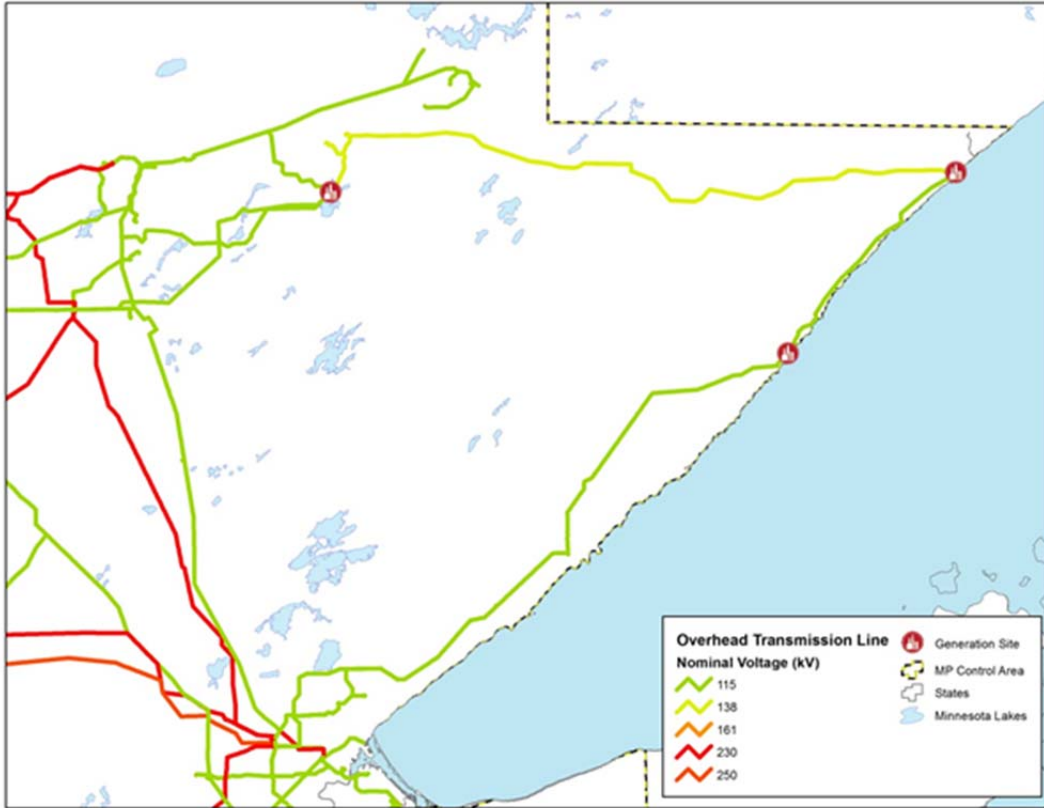 Overhead Transmission Line
Nominal Voltage (kV)
115
138
161
230
250
Generation Site
MP Control Area
States
Minnesota Lakes